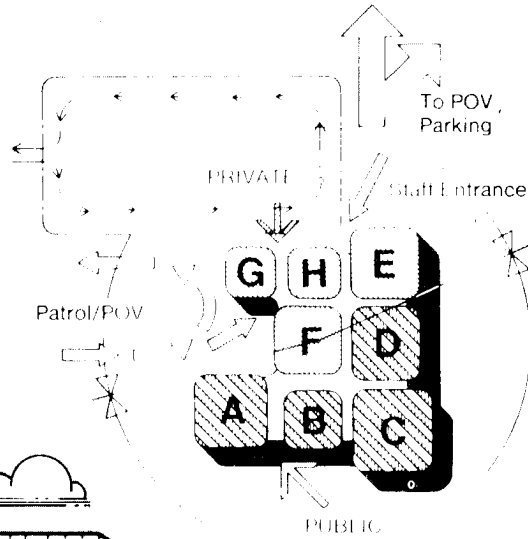 To POV,
Parking
PRIVATE
Staff Entrance
G H E
Patrol/POV
F D
A B C
PUBLIC